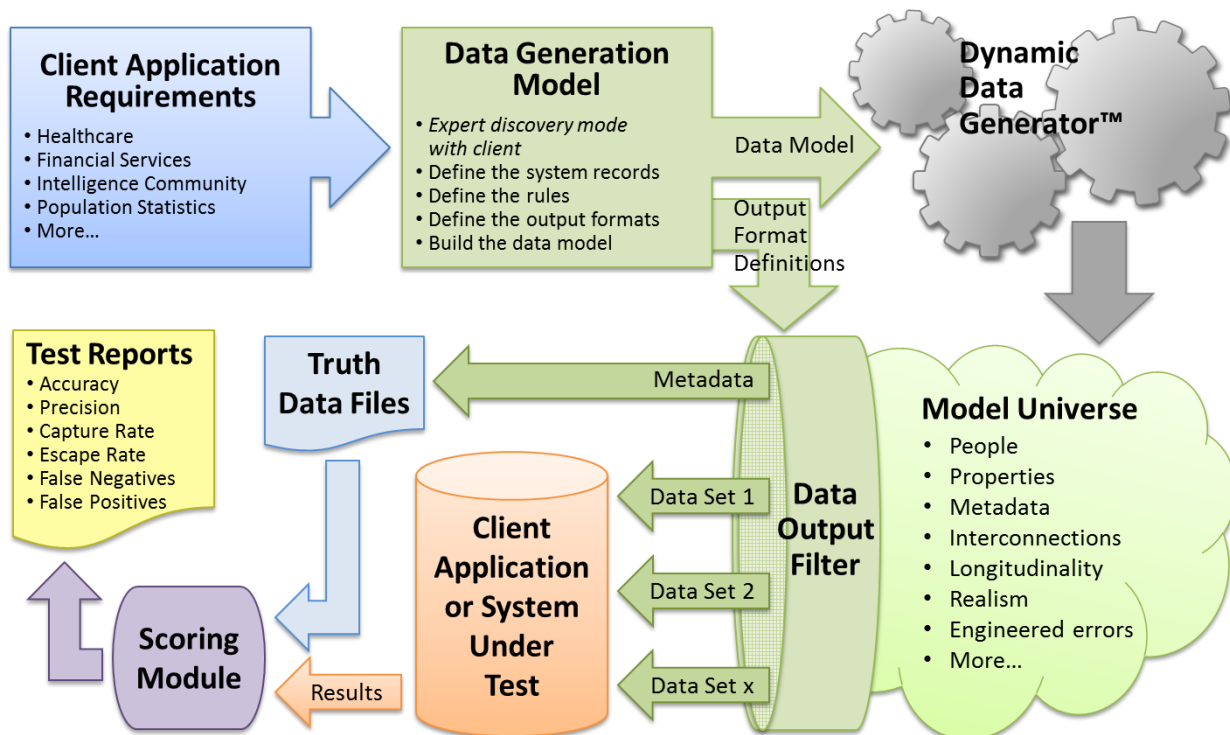 Client Application
Requirements
• Healthcare
• Financial Services
• Intelligence Community
• Population Statistics
• More…
Data Generation
Model
• Expert discovery mode
with client
• Define the system records
• Define the rules
• Define the output formats
• Build the data model
Data Model
Output
Format
Definitions
Dynamic
Data
Generator™
Test Reports
• Accuracy
• Precision
• Capture Rate
• Escape Rate
• False Negatives
• False Positives
Truth
Data Files
Metadata
Data Set 1
Data Set 2
Data Set x
Data
Output
Filter
Model Universe
• People
• Properties
• Metadata
• Interconnections
• Longitudinality
• Realism
• Engineered errors
• More…
Client
Application
or System
Under
Test
Results
Scoring
Module